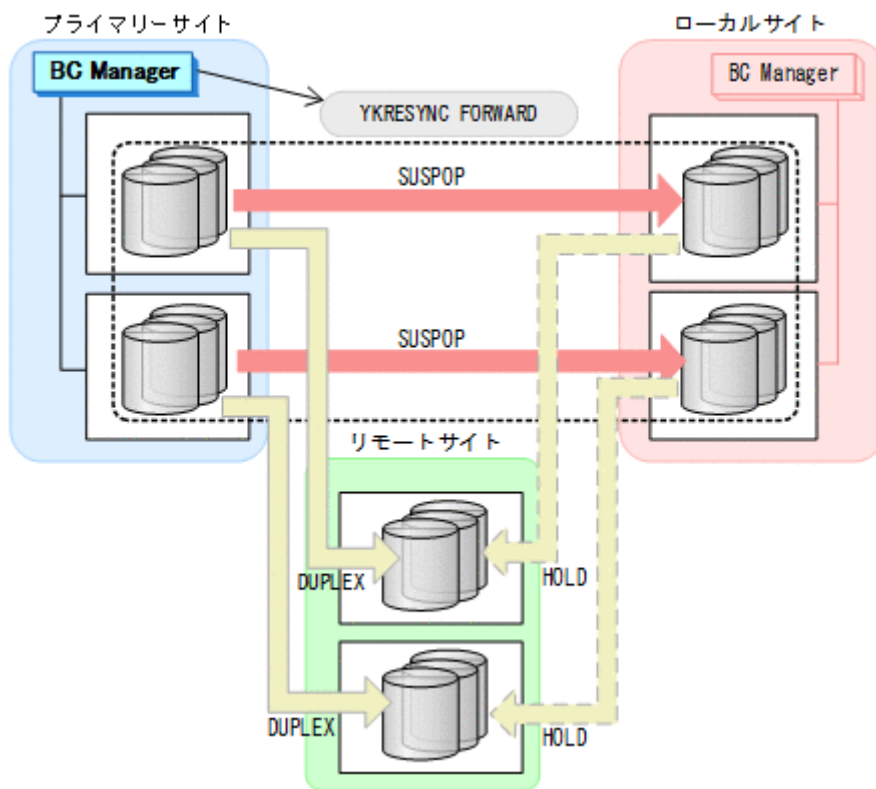 プライマリーサイト
ローカルサイト
BC Manager
BC Manager
YKRESYNC FORWARD
SUSPOP
SUSPOP
リモートサイト
DUPLEX
HOLD
DUPLEX
HOLD